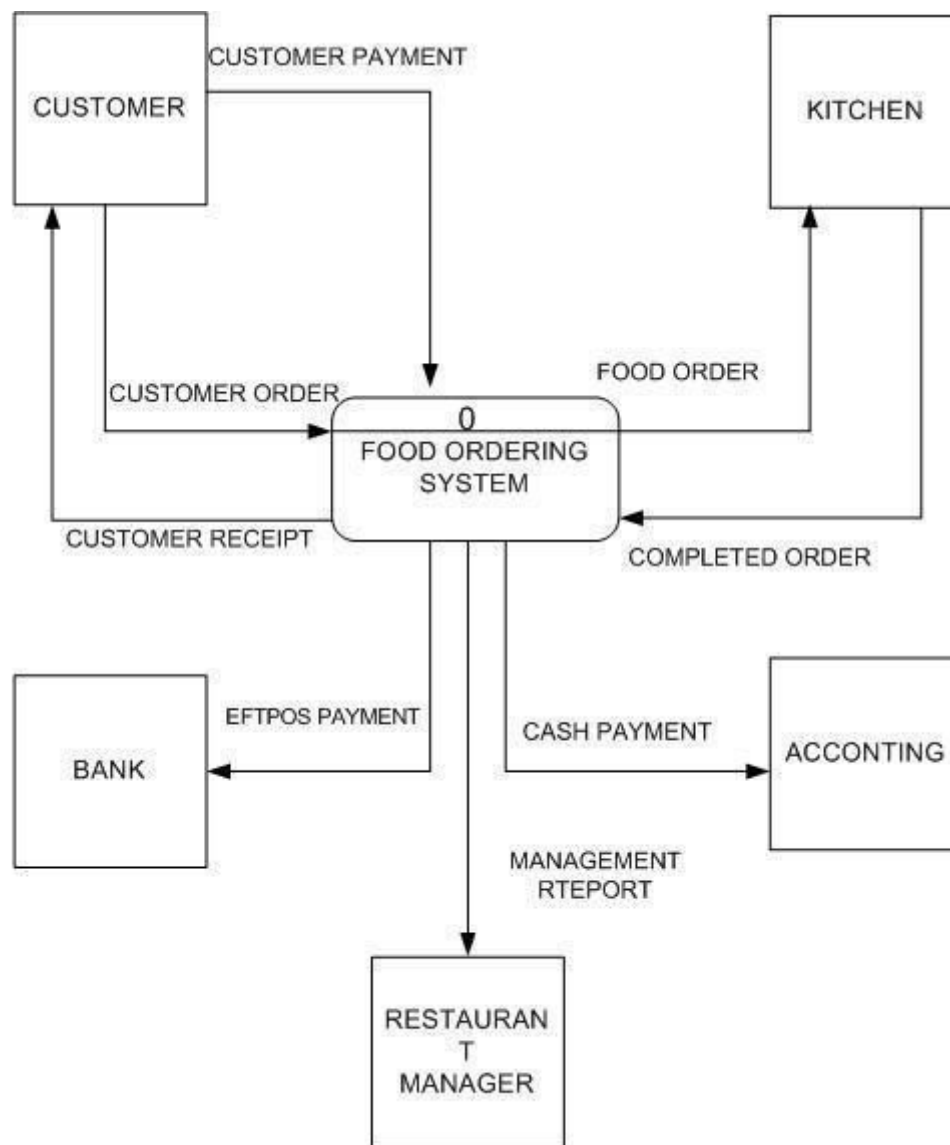 CUSTOMER PAYMENT
CUSTOMER
KITCHEN
CUSTOMER ORDER
FOOD ORDER
0
FOOD ORDERING
SYSTEM
CUSTOMER RECEIPT
COMPLETED ORDER
EFTPOS PAYMENT
CASH PAYMENT
BANK
ACCONTING
MANAGEMENT
RTEPORT
RESTAURAN
T
MANAGER